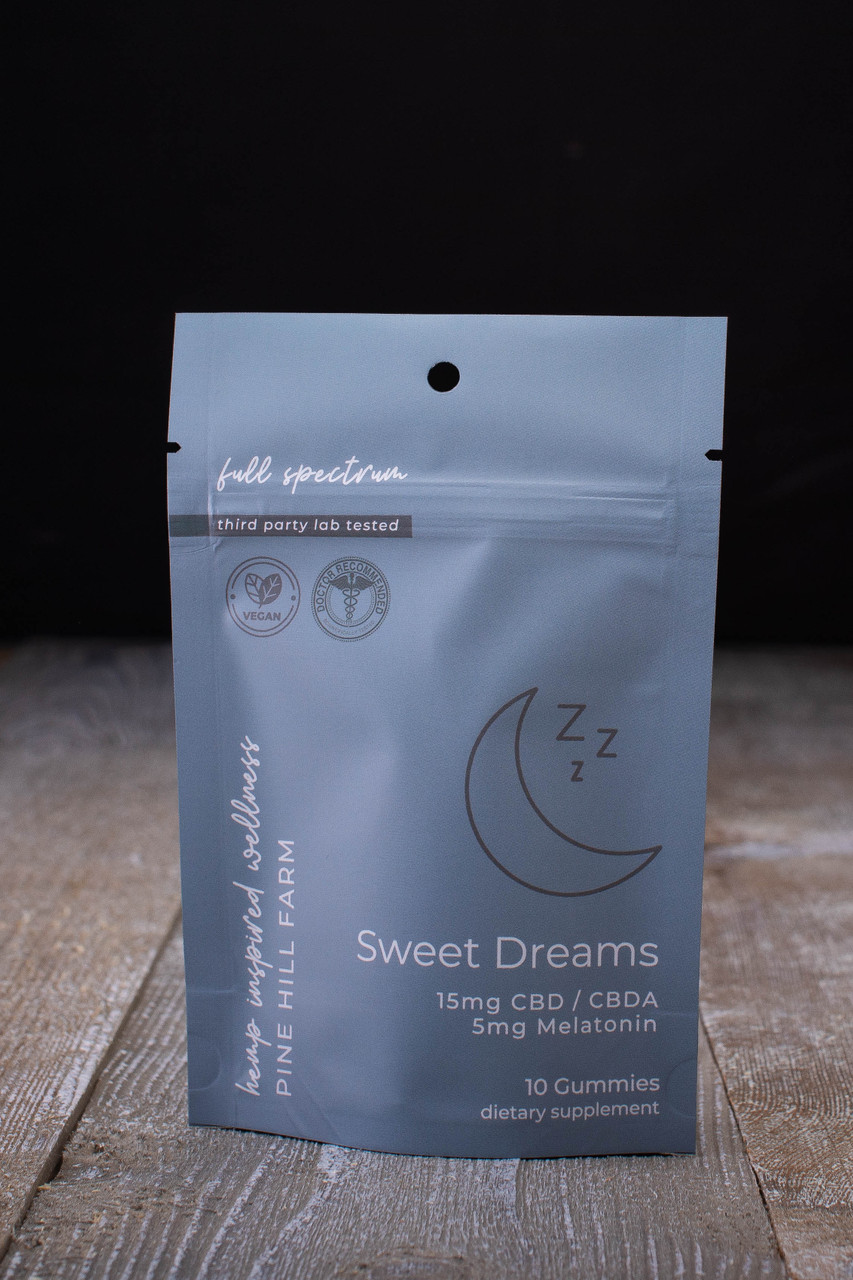 full spectrum
third party lab tested
VEGAN
DOCTOR RECOMMENDED
Z Z z
hemp inspired wellness
PINE HILL FARM
Sweet Dreams
15mg CBD / CBDA
5mg Melatonin
10 Gummies
dietary supplement